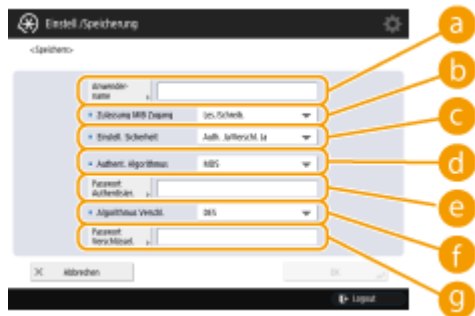 Einstell./Speicherung
<Speichern>
Anwender-
name
a
Zulassung MIB Zugang
Les./Schreib.
b
Einstell. Sicherheit
Auth. Ja/Verschl. Ja
c
Authent. Algorithmus
MD5
d
Passwort
Authentisier.
e
Algorithmus Verschl.
DES
f
Passwort
Verschlüssel.
g
Abbrechen
OK
Logout